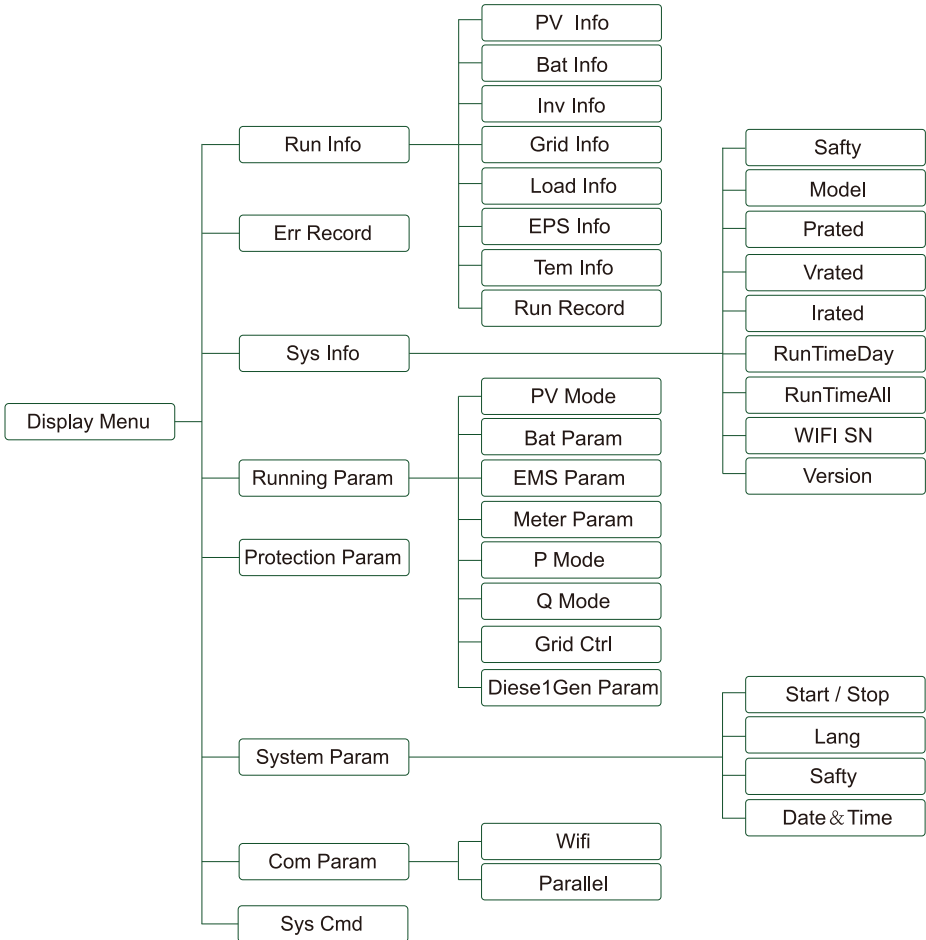 Display Menu
Run Info
PV Info
Bat Info
Inv Info
Grid Info
Load Info
EPS Info
Tem Info
Run Record
Err Record
Sys Info
Safty
Model
Prated
Vrated
Irated
RunTimeDay
RunTimeAll
WIFI SN
Version
Running Param
PV Mode
Bat Param
EMS Param
Meter Param
P Mode
Q Mode
Grid Ctrl
Diese1Gen Param
Protection Param
System Param
Start / Stop
Lang
Safty
Date & Time
Com Param
Wifi
Parallel
Sys Cmd